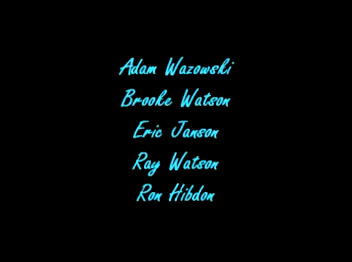 Adam Wazowski
Brooke Watson
Eric Janson
Ray Watson
Ron Hibdon